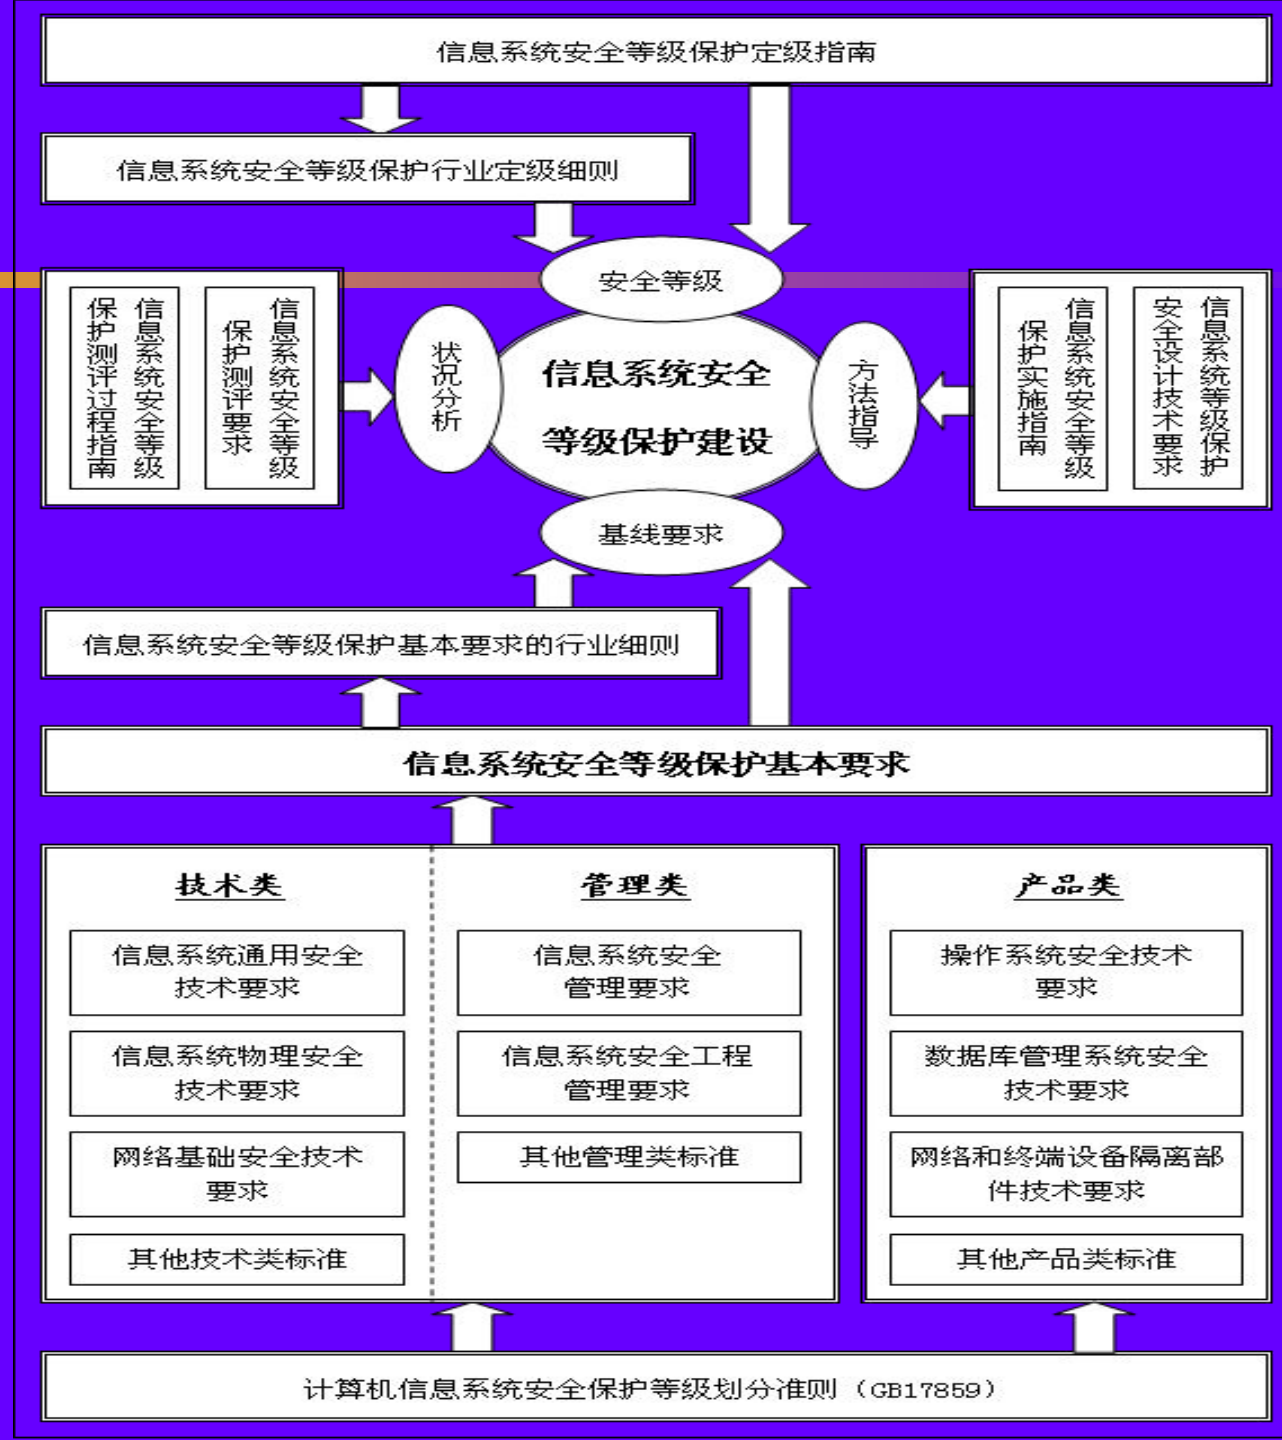 信息系统安全等级保护定级指南
信息系统安全等级保护行业定级细则
安全等级
信息系统安全等级
保护测评过程指南
信息系统安全等级
保护测评要求
状况分析
信息系统安全
等级保护建设
方法指导
信息系统安全等级
保护实施指南
信息系统等级保护
安全设计技术要求
基线要求
信息系统安全等级保护基本要求的行业细则
信息系统安全等级保护基本要求
技术类
信息系统通用安全
技术要求
信息系统物理安全
技术要求
网络基础安全技术
要求
其他技术类标准
管理类
信息系统安全
管理要求
信息系统安全工程
管理要求
其他管理类标准
产品类
操作系统安全技术
要求
数据库管理系统安全
技术要求
网络和终端设备隔离部
件技术要求
其他产品类标准
计算机信息系统安全保护等级划分准则（GB17859）